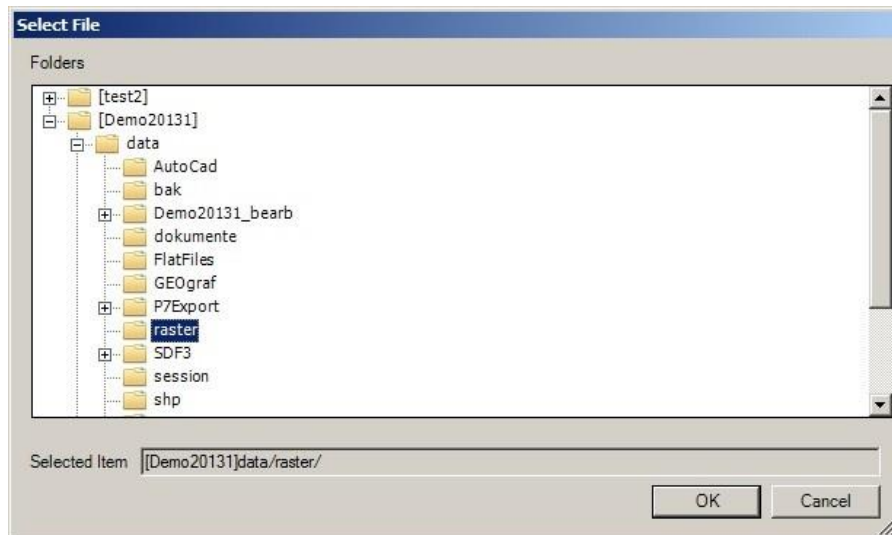 Select File
Folders
[test2]
[Demo20131]
data
AutoCad
bak
Demo20131_bearb
dokumente
FlatFiles
GEOgraf
P7Export
raster
SDF3
session
shp
Selected Item [[Demo20131]data/raster/
OK Cancel